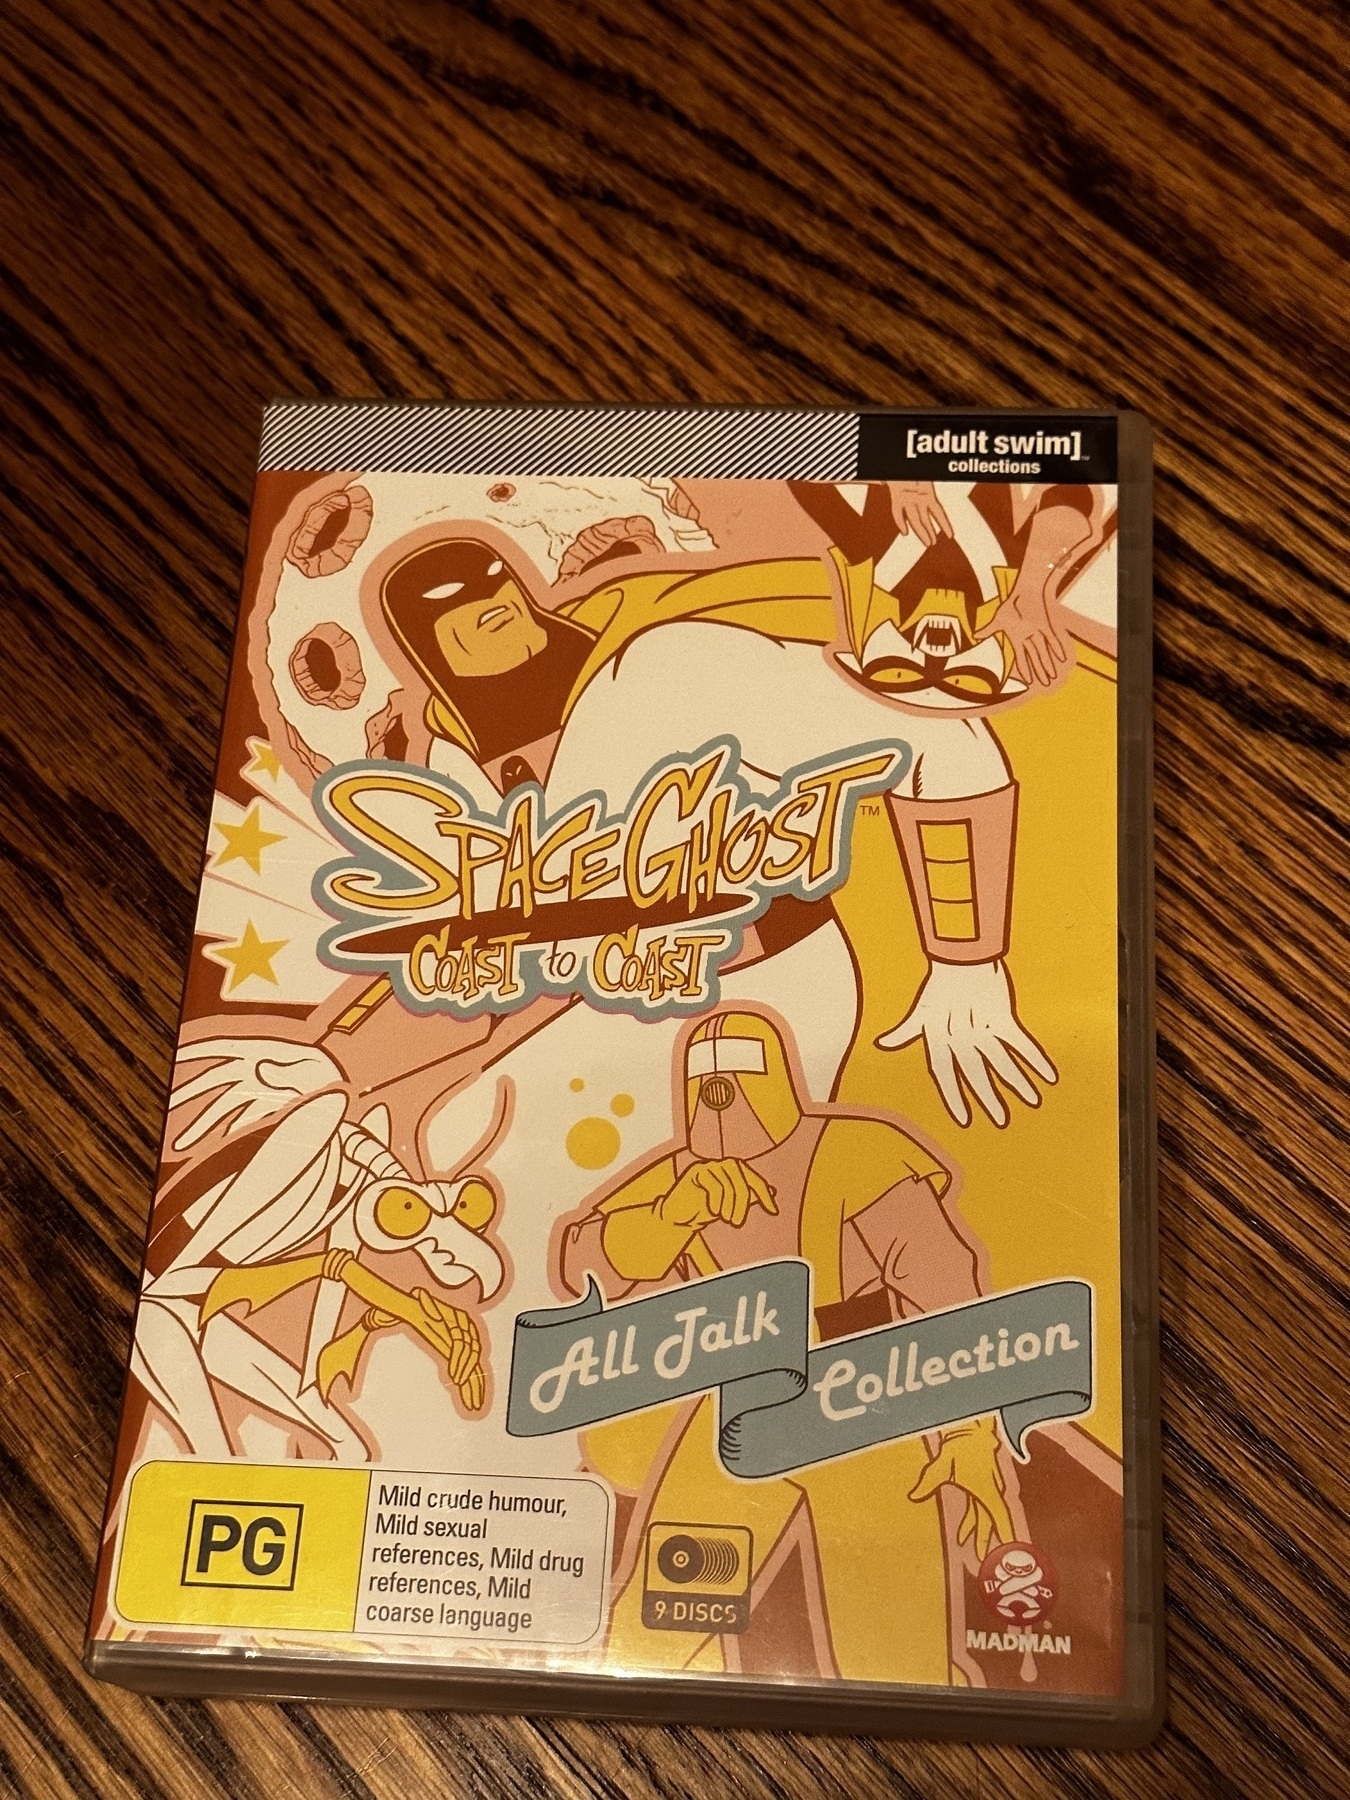 [adult swim]™
collections
SPACE GHOST™
COAST to COAST
All Talk
Collection
PG
Mild crude humour,
Mild sexual
references, Mild drug
references, Mild
coarse language
9 DISCS
MADMAN